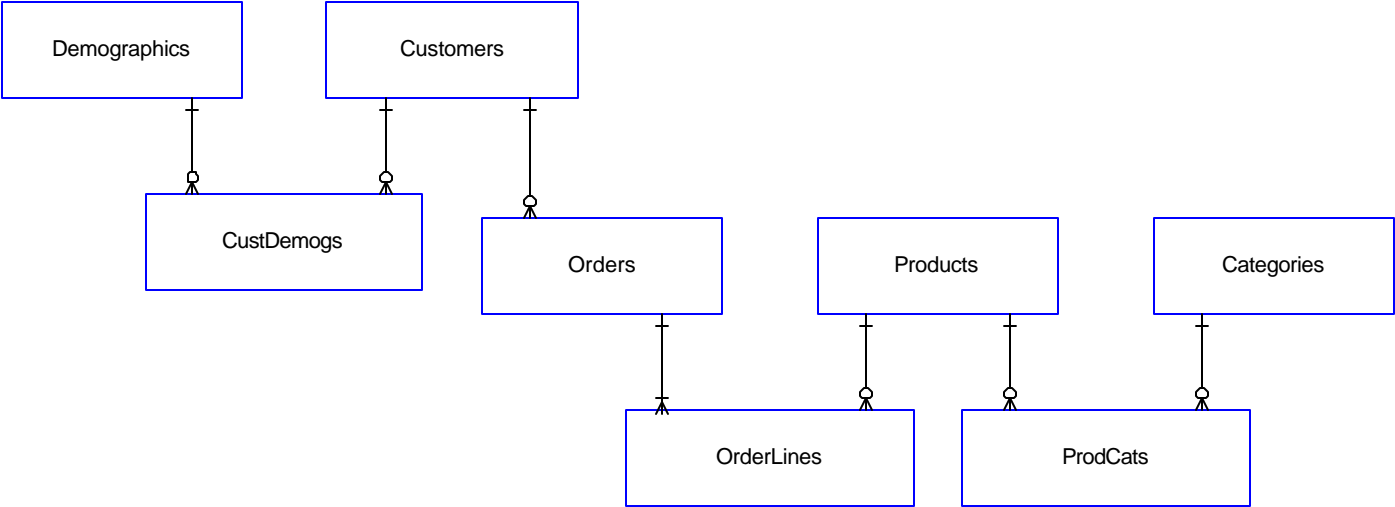 Demographics
Customers
CustDemogs
Orders
Products
Categories
OrderLines
ProdCats